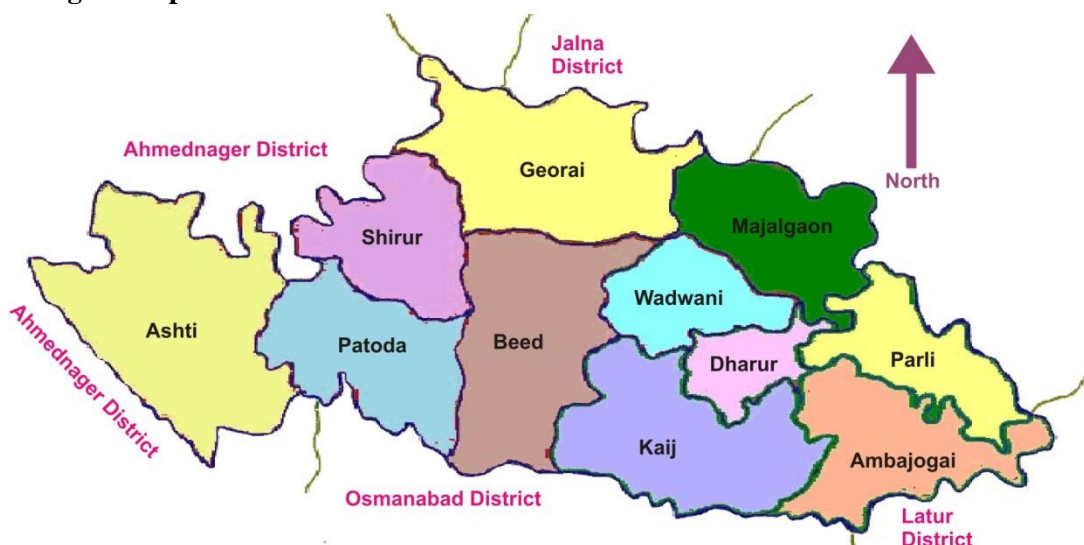 Jalna
District
Ahmednager District
Georai
North
Shirur
Majalgaon
Wadwani
Ashti
Patoda
Beed
Dharur
Parli
Ahmednager District
Kaij
Ambajogai
Osmanabad District
Latur
District